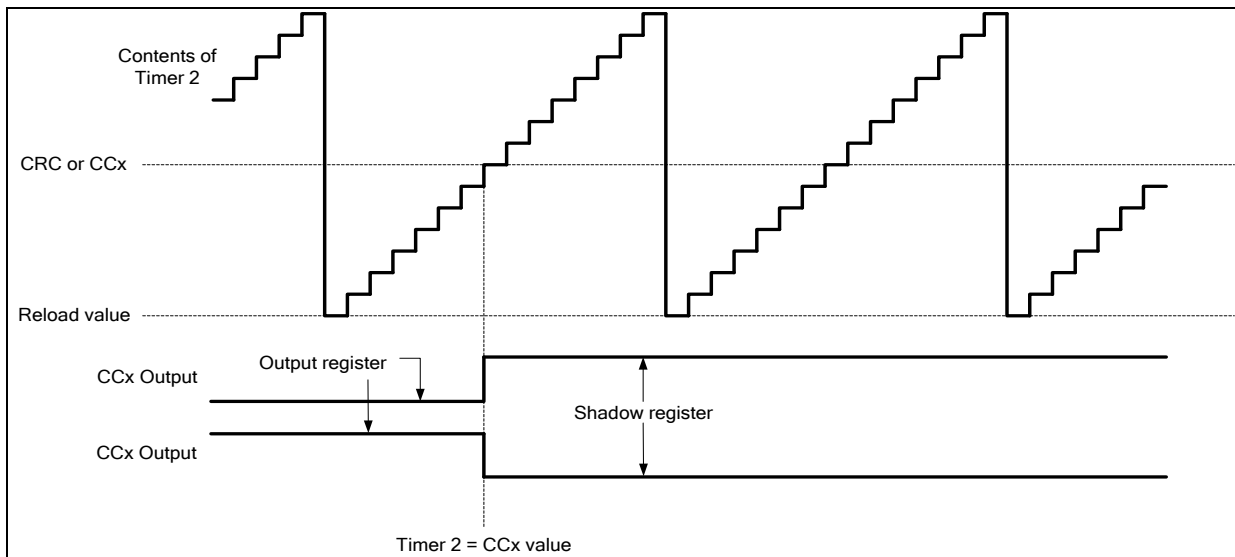 Contents of
Timer 2
CRC or CCx
Reload value
Output register
CCx Output
Shadow register
CCx Output
Timer 2 = CCx value